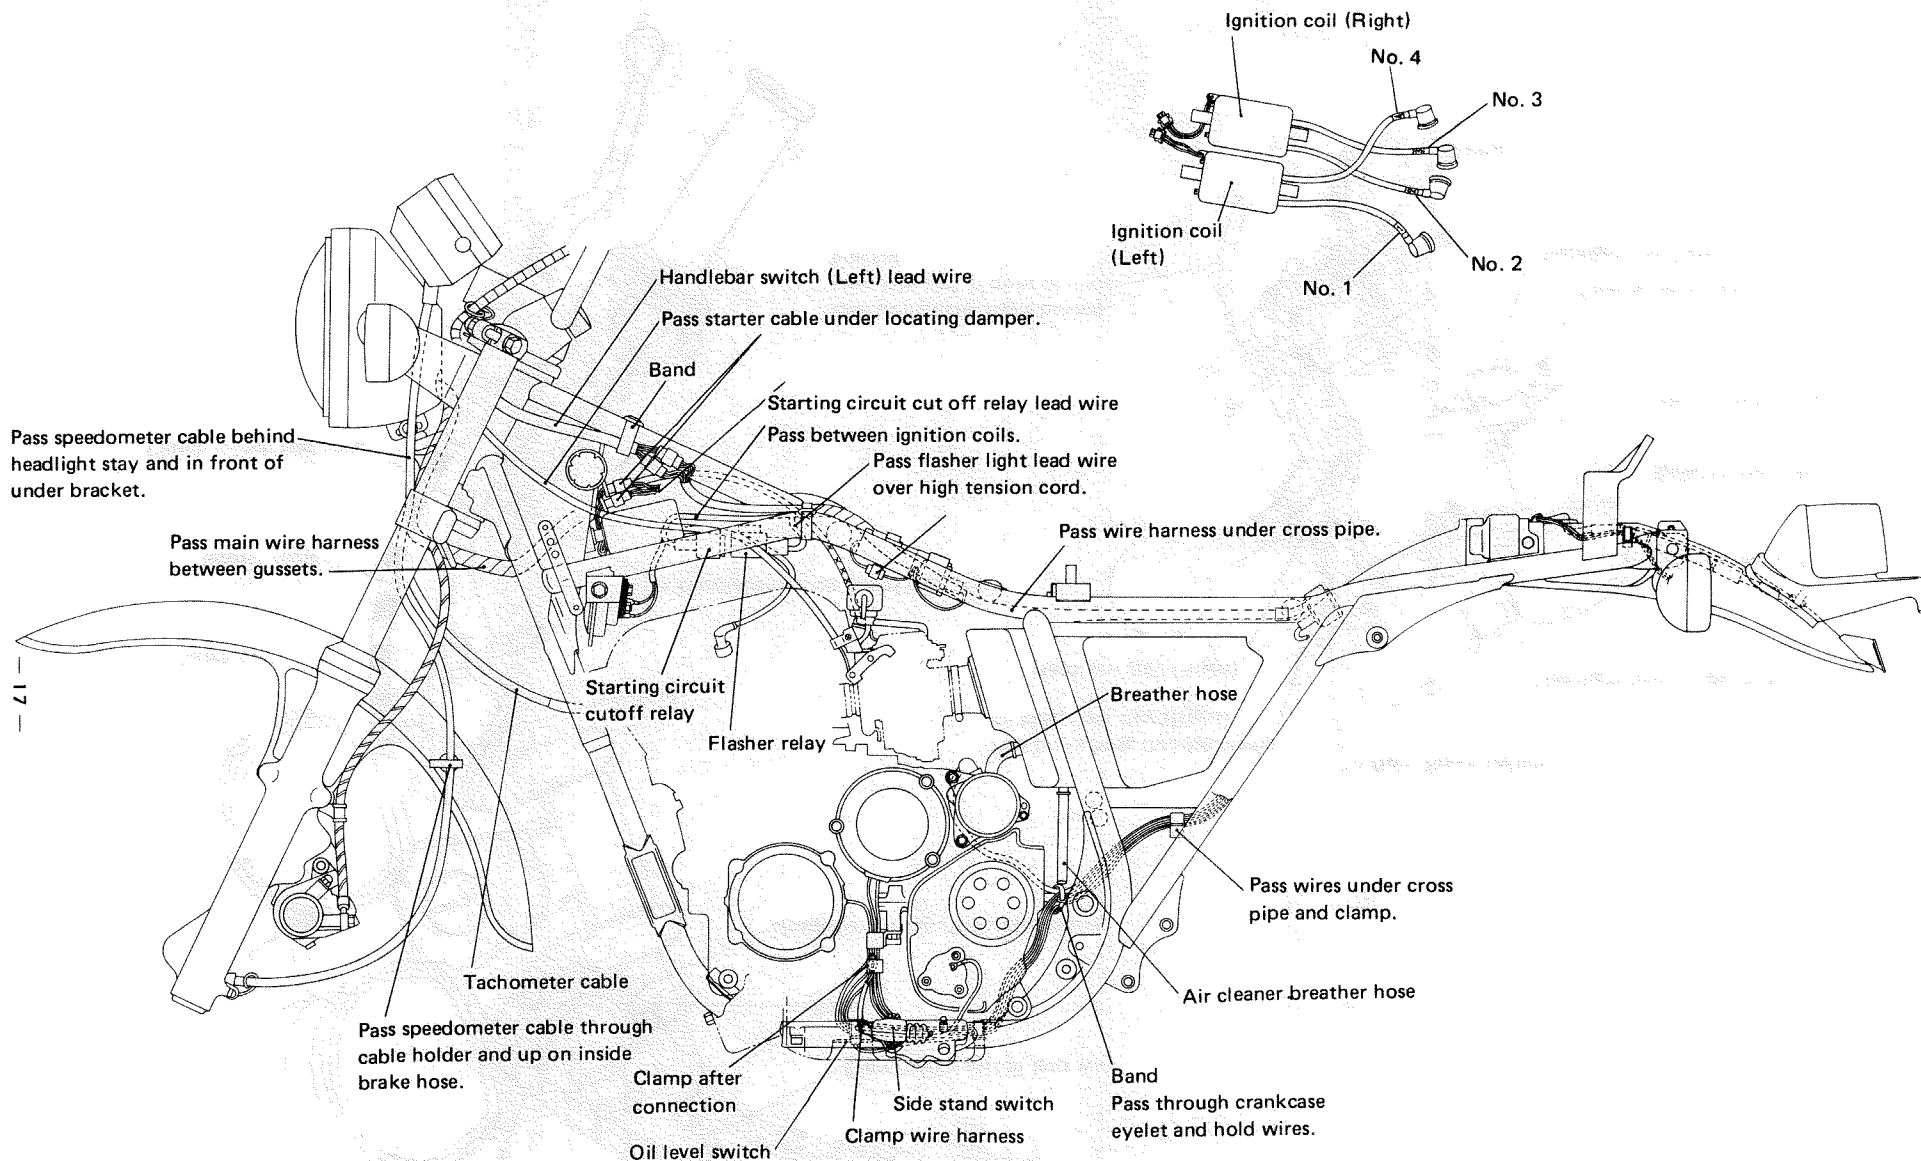 Ignition coil (Right)
No. 4
No. 3
Ignition coil
(Left)
No. 2
No. 1
Handlebar switch (Left) lead wire
Pass starter cable under locating damper.
Band
Starting circuit cut off relay lead wire
Pass between ignition coils.
Pass flasher light lead wire
over high tension cord.
Pass speedometer cable behind
headlight stay and in front of
under bracket.
Pass wire harness under cross pipe.
Pass main wire harness
between gussets.
— 17 —
Starting circuit
cutoff relay
Flasher relay
Breather hose
Pass wires under cross
pipe and clamp.
Tachometer cable
Air cleaner breather hose
Pass speedometer cable through
cable holder and up on inside
brake hose.
Clamp after
connection
Side stand switch
Clamp wire harness
Oil level switch
Band
Pass through crankcase
eyelet and hold wires.